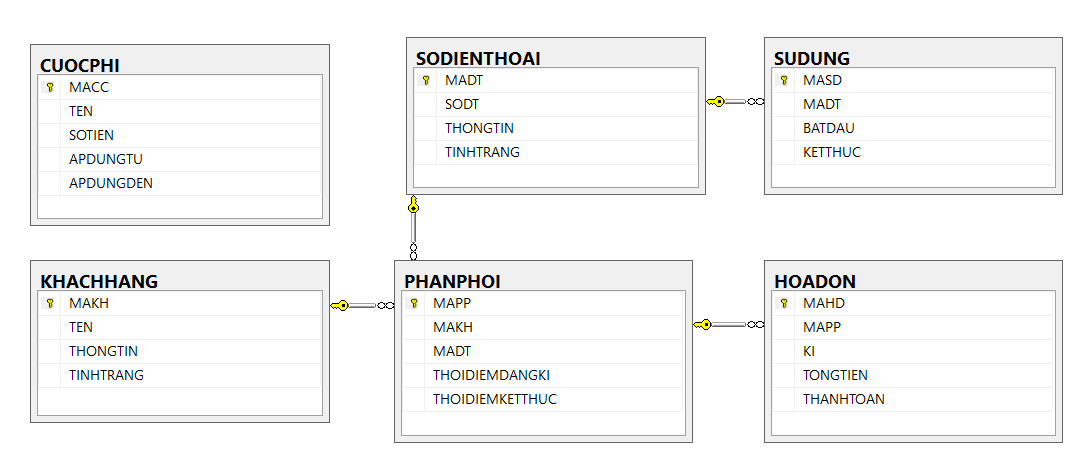 CUOCPHI
MACC
TEN
SOTIEN
APDUNGTU
APDUNGDEN
SODIENTHOAI
MADT
SODT
THONGTIN
TINHTRANG
SUDUNG
MASD
MADT
BATDAU
KETTHUC
KHACHHANG
MAKH
TEN
THONGTIN
TINHTRANG
PHANPHOI
MAPP
MAKH
MADT
THOIDIEMDANGKI
THOIDIEMKETTHUC
HOADON
MAHD
MAPP
KI
TONGTIEN
THANHTOAN